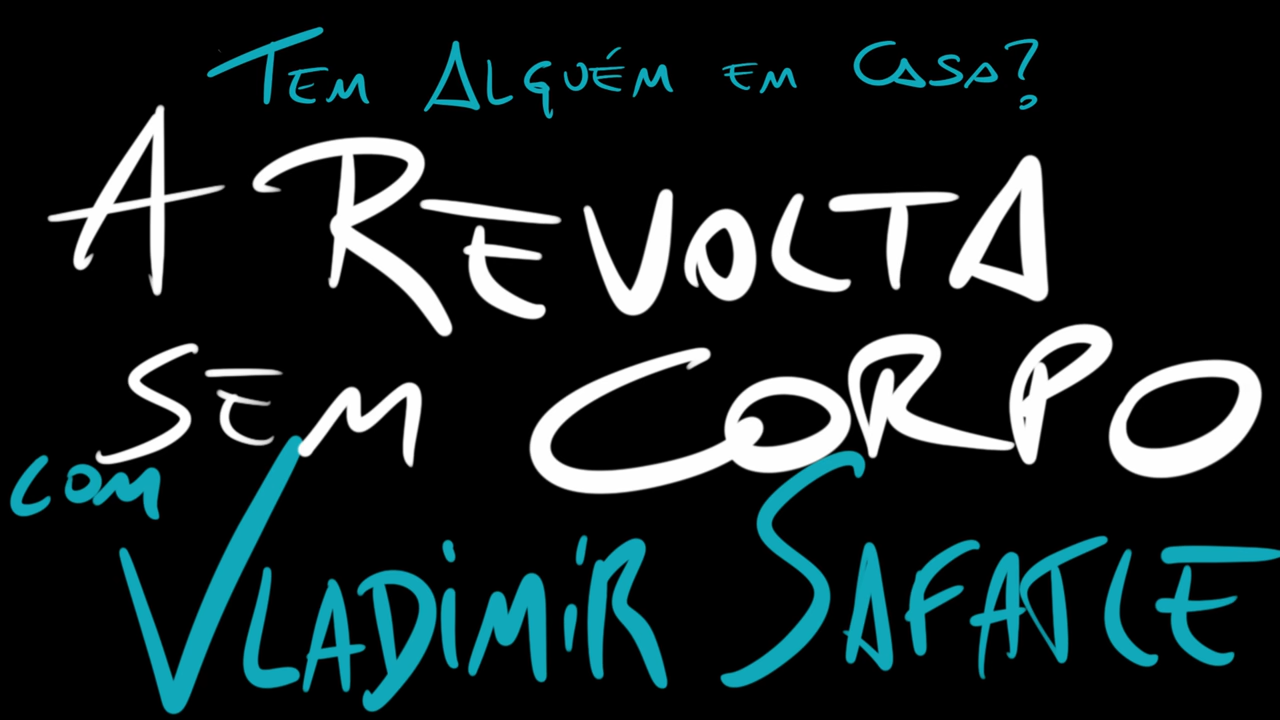 Tem Alguém em Casa?
A REVOLTA
SEM CORPO
com
VLADIMIR SAFATLE